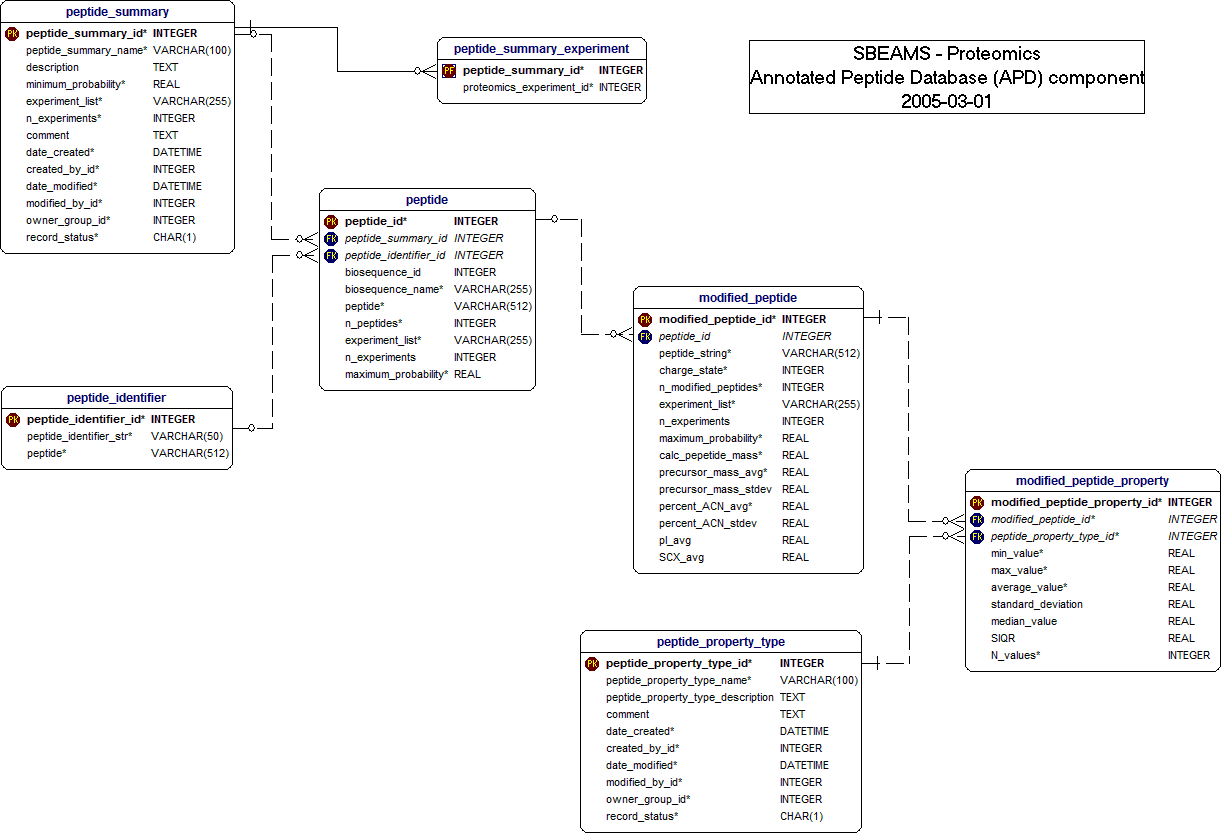 peptide_summary
PK peptide_summary_id* INTEGER
peptide_summary_name* VARCHAR(100)
description TEXT
minimum_probability* REAL
experiment_list* VARCHAR(255)
n_experiments* INTEGER
comment TEXT
date_created* DATETIME
created_by_id* INTEGER
date_modified* DATETIME
modified_by_id* INTEGER
owner_group_id* INTEGER
record_status* CHAR(1)
peptide_summary_experiment
PF peptide_summary_id* INTEGER
proteomics_experiment_id* INTEGER
SBEAMS - Proteomics
Annotated Peptide Database (APD) component
2005-03-01
peptide
PK peptide_id* INTEGER
FK peptide_summary_id INTEGER
FK peptide_identifier_id INTEGER
biosequence_id INTEGER
biosequence_name* VARCHAR(255)
peptide* VARCHAR(512)
n_peptides* INTEGER
experiment_list* VARCHAR(255)
n_experiments INTEGER
maximum_probability* REAL
peptide_identifier
PK peptide_identifier_id* INTEGER
peptide_identifier_str* VARCHAR(50)
peptide* VARCHAR(512)
modified_peptide
PK modified_peptide_id* INTEGER
FK peptide_id INTEGER
peptide_string* VARCHAR(512)
charge_state* INTEGER
n_modified_peptides* INTEGER
experiment_list* VARCHAR(255)
n_experiments INTEGER
maximum_probability* REAL
calc_pepetide_mass* REAL
precursor_mass_avg* REAL
precursor_mass_stdev REAL
percent_ACN_avg* REAL
percent_ACN_stdev REAL
pI_avg REAL
SCX_avg REAL
modified_peptide_property
PK modified_peptide_property_id* INTEGER
FK modified_peptide_id* INTEGER
FK peptide_property_type_id* INTEGER
min_value* REAL
max_value* REAL
average_value* REAL
standard_deviation REAL
median_value REAL
SIQR REAL
N_values* INTEGER
peptide_property_type
PK peptide_property_type_id* INTEGER
peptide_property_type_name* VARCHAR(100)
peptide_property_type_description TEXT
comment TEXT
date_created* DATETIME
created_by_id* INTEGER
date_modified* DATETIME
modified_by_id* INTEGER
owner_group_id* INTEGER
record_status* CHAR(1)